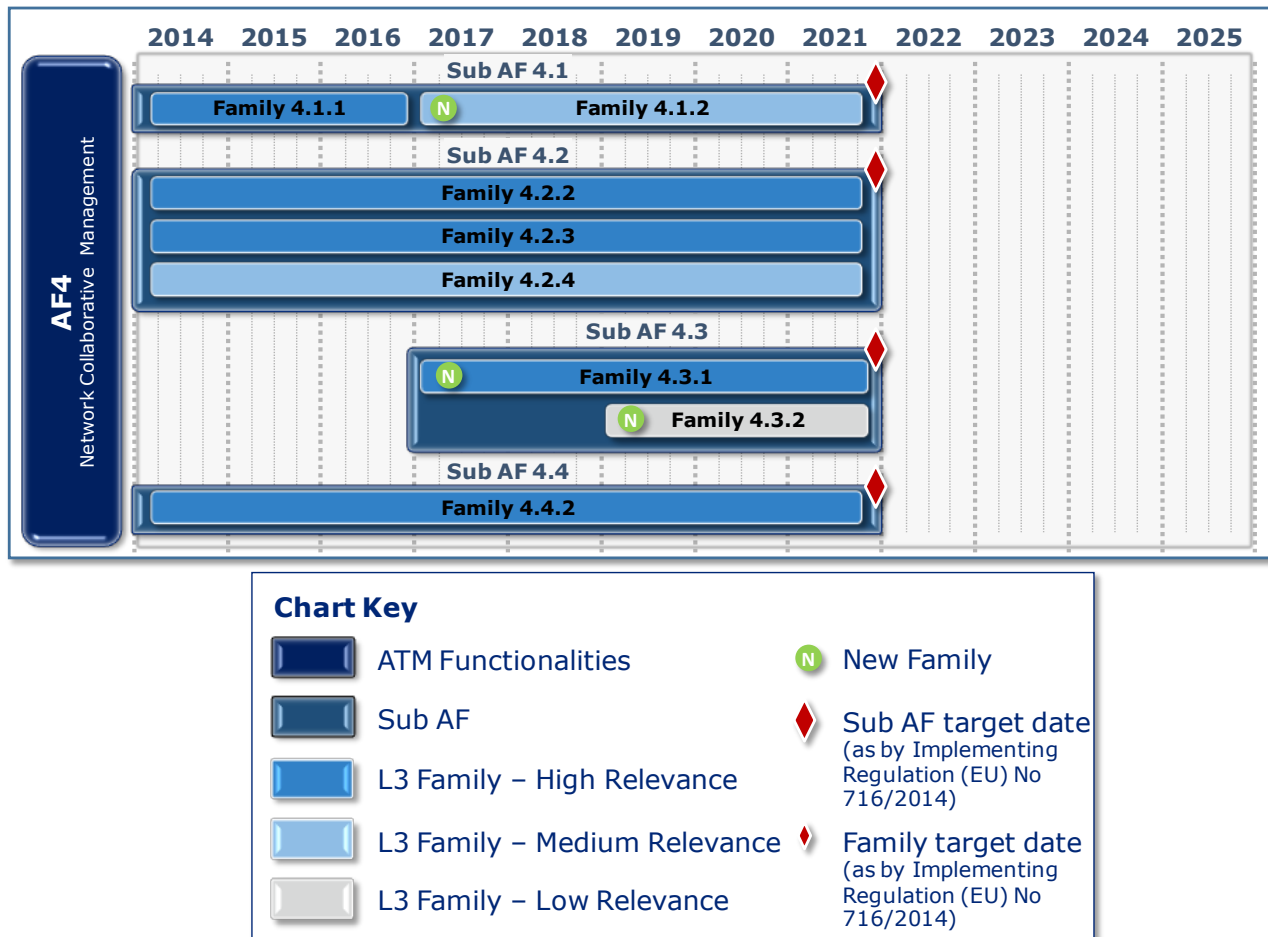 2014 2015 2016 2017 2018 2019 2020 2021 2022 2023 2024 2025
AF4
Network Collaborative Management
Sub AF 4.1
Family 4.1.1
N
Family 4.1.2
Sub AF 4.2
Family 4.2.2
Family 4.2.3
Family 4.2.4
Sub AF 4.3
N
Family 4.3.1
N
Family 4.3.2
Sub AF 4.4
Family 4.4.2
Chart Key
ATM Functionalities
Sub AF
L3 Family – High Relevance
L3 Family – Medium Relevance
L3 Family – Low Relevance
N
New Family
Sub AF target date
(as by Implementing
Regulation (EU) No
716/2014)
Family target date
(as by Implementing
Regulation (EU) No
716/2014)